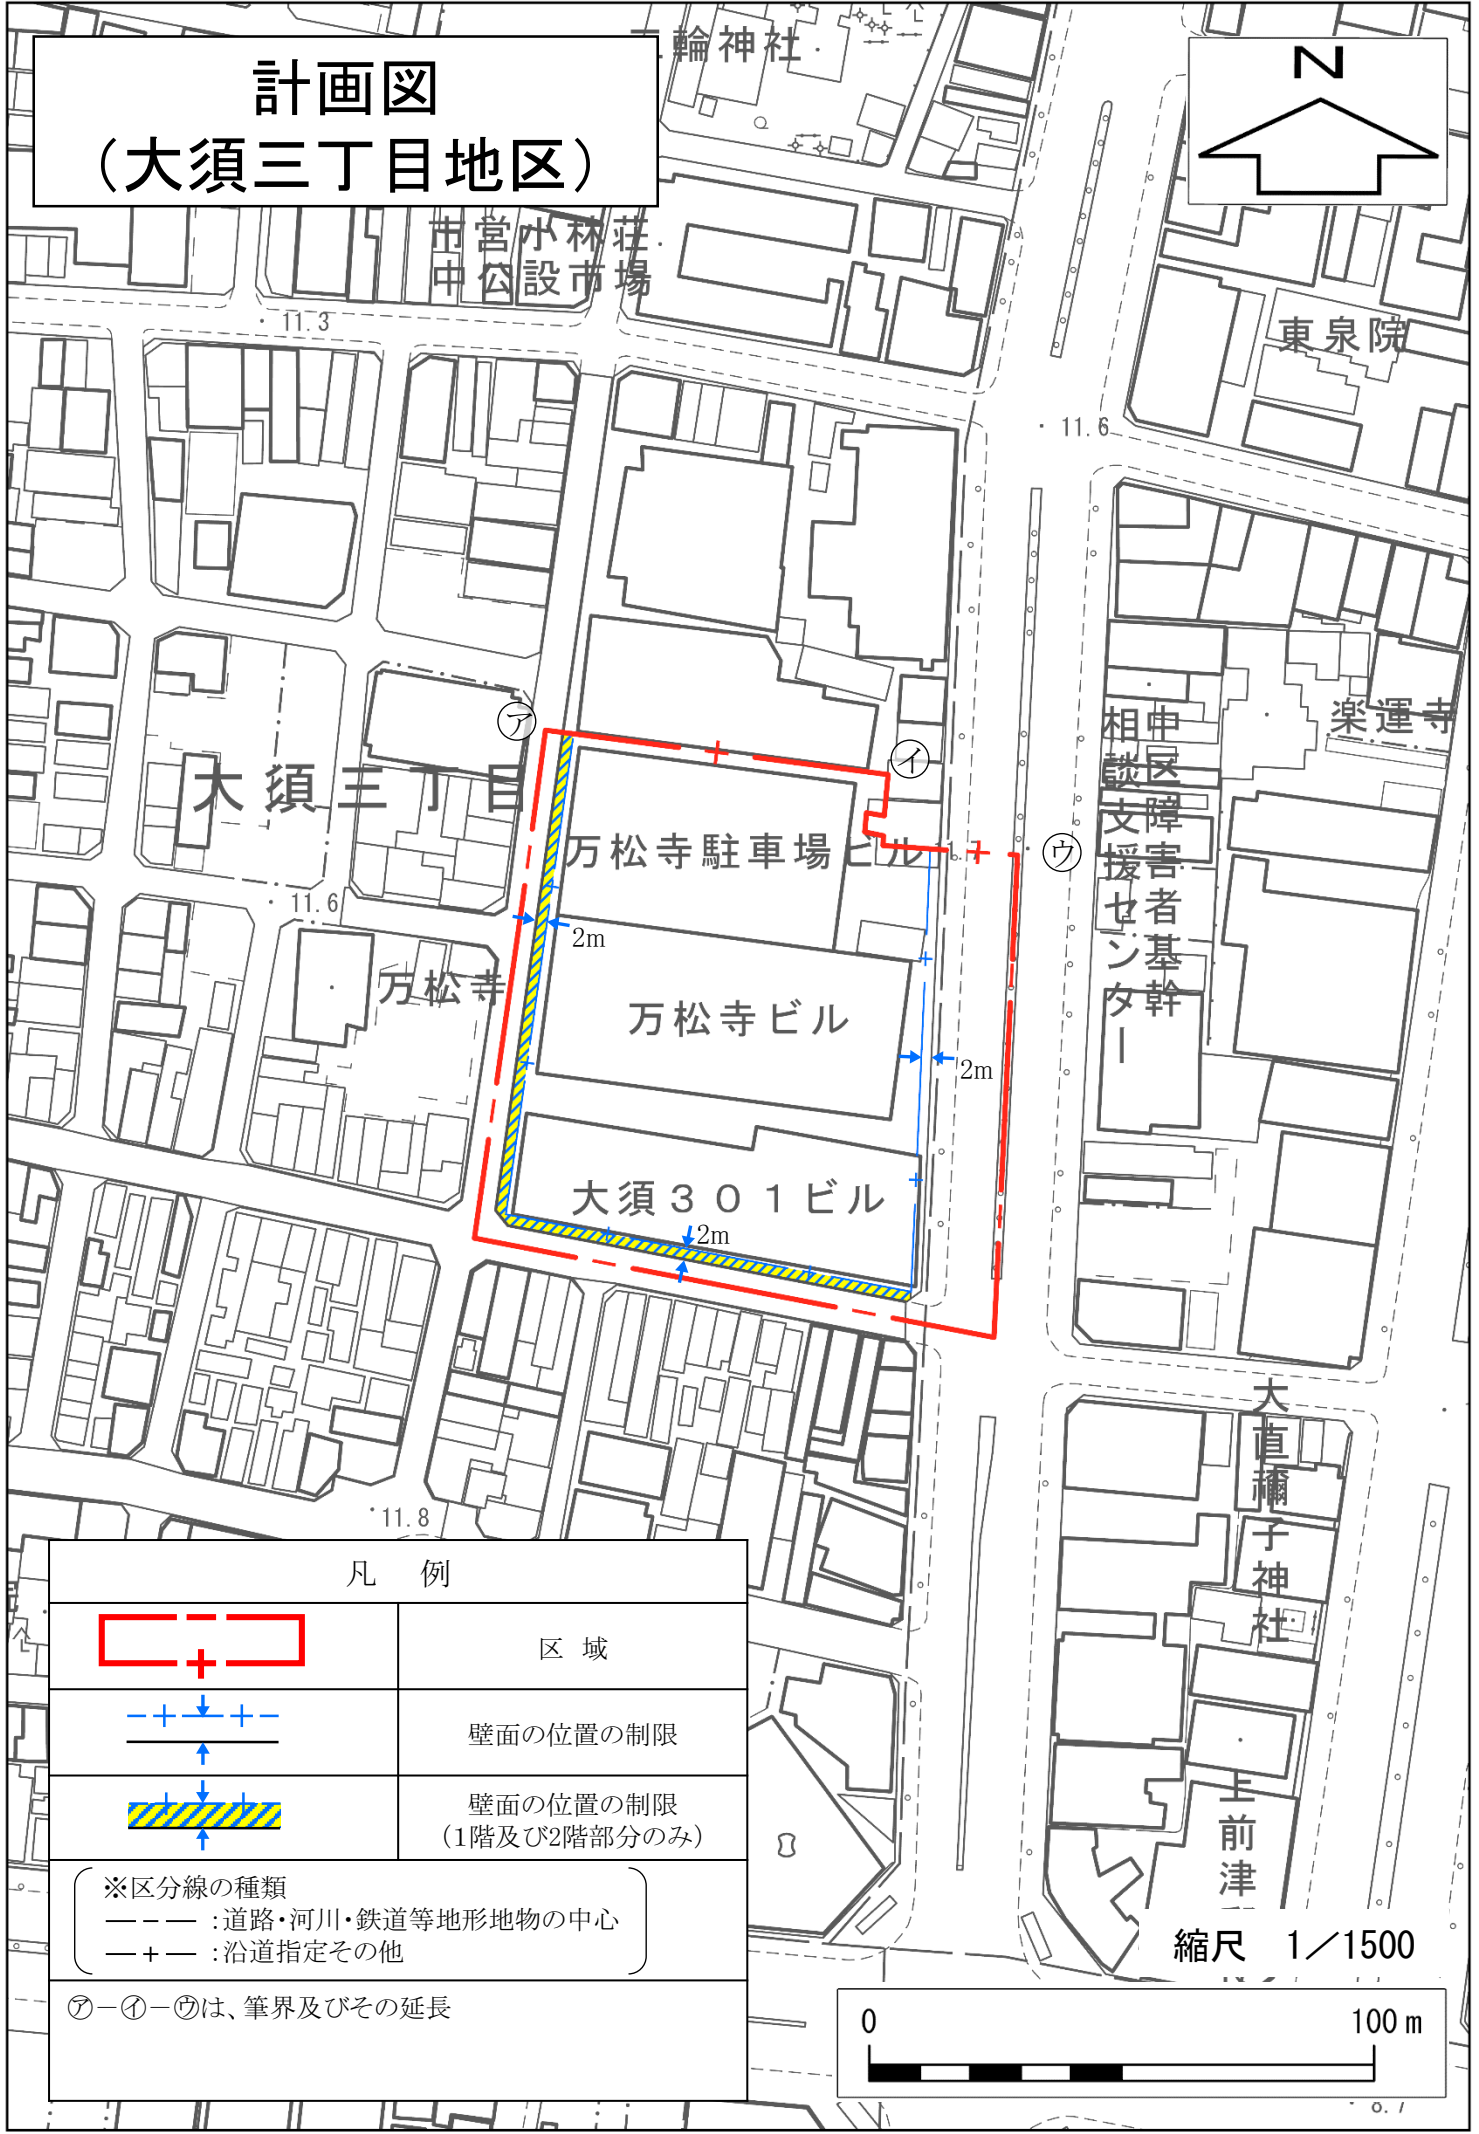 計画図
（大須三丁目地区）
輪神社
N
市営小林荘
中公設市場
11.3
東泉院
11.6
㋐
㋑
㋒
大須三丁目
万松寺駐車場ビル
相談支援センター
中区障害者基幹
楽運寺
11.6
2m
万松寺
万松寺ビル
2m
大須３０１ビル
2m
大直禰子神社
11.8
上前津
凡　例
区 域
壁面の位置の制限
壁面の位置の制限
（1階及び2階部分のみ）
※区分線の種類
：道路・河川・鉄道等地形地物の中心
：沿道指定その他
㋐－㋑－㋒は、筆界及びその延長
縮尺　1／1500
0
100 m